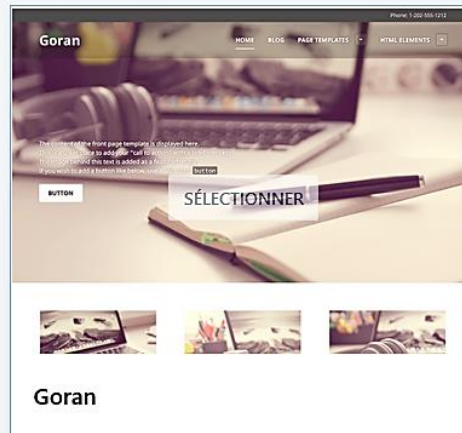 Phone: 1-202-555-1212
Goran
HOME BLOG PAGE TEMPLATES HTML ELEMENTS
The content of the front page template is displayed here.
button
BUTTON
SÉLECTIONNER
Goran